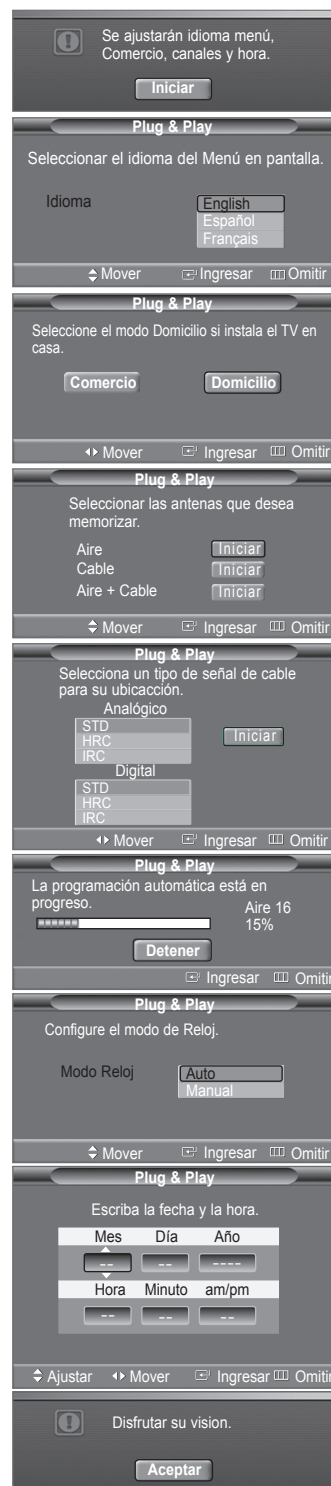 Se ajustarán idioma menú,
Comercio, canales y hora.
Iniciar
Plug & Play
Seleccionar el idioma del Menú en pantalla.
Idioma
English
Español
Français
Mover Ingresar Omitir
Plug & Play
Seleccione el modo Domicilio si instala el TV en
casa.
Comercio Domicilio
Mover Ingresar Omitir
Plug & Play
Seleccionar las antenas que desea
memorizar.
Aire Iniciar
Cable Iniciar
Aire + Cable Iniciar
Mover Ingresar Omitir
Plug & Play
Selecciona un tipo de señal de cable
para su ubicacción.
Analógico
STD
HRC
IRC
Iniciar
Digital
STD
HRC
IRC
Mover Ingresar Omitir
Plug & Play
La programación automática está en
progreso.
Aire 16
15%
Detener
Ingresar Omitir
Plug & Play
Configure el modo de Reloj.
Modo Reloj
Auto
Manual
Mover Ingresar Omitir
Plug & Play
Escriba la fecha y la hora.
Mes Día Año
-- -- ----
Hora Minuto am/pm
-- -- --
Ajustar Mover Ingresar Omitir
Disfrutar su vision.
Aceptar